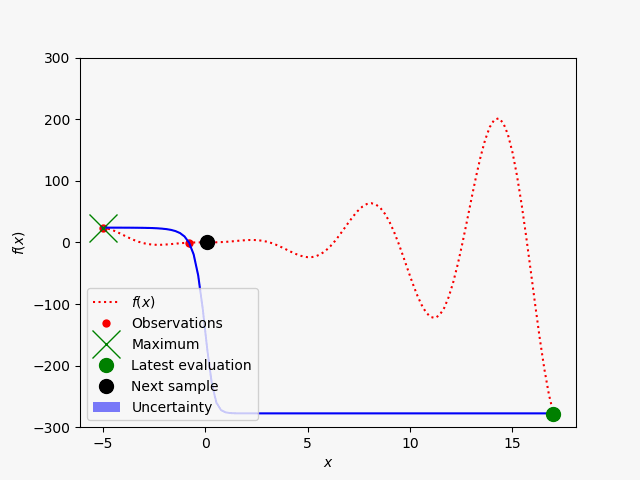 300
200
100
0
−100
−200
−300
f(x)
f(x)
Observations
Maximum
Latest evaluation
Next sample
Uncertainty
−5
0
5
10
15
x